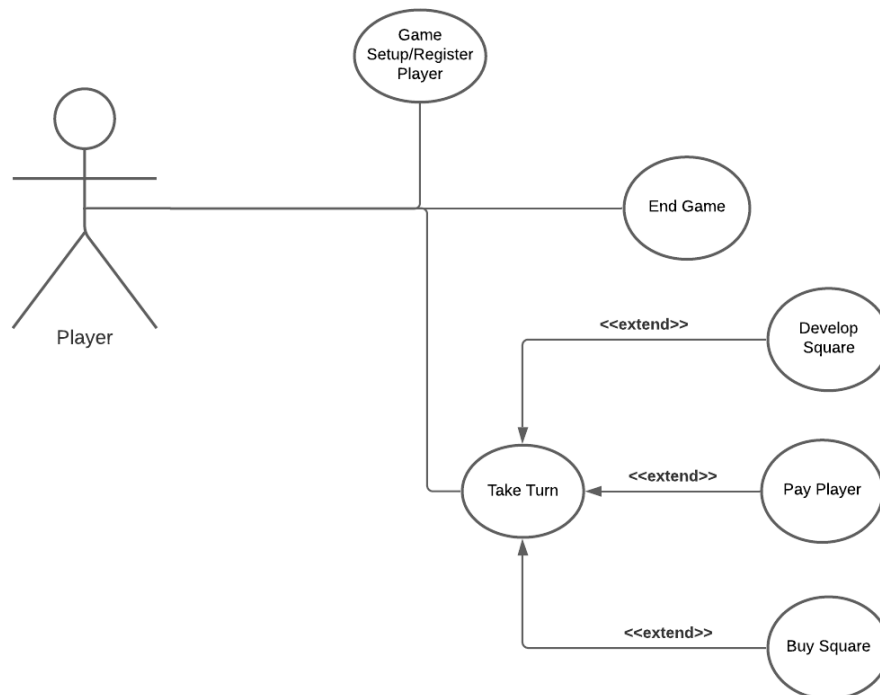 Game
Setup/Register
Player
End Game
Player
<<extend>>
Develop
Square
<<extend>>
Take Turn
Pay Player
<<extend>>
Buy Square